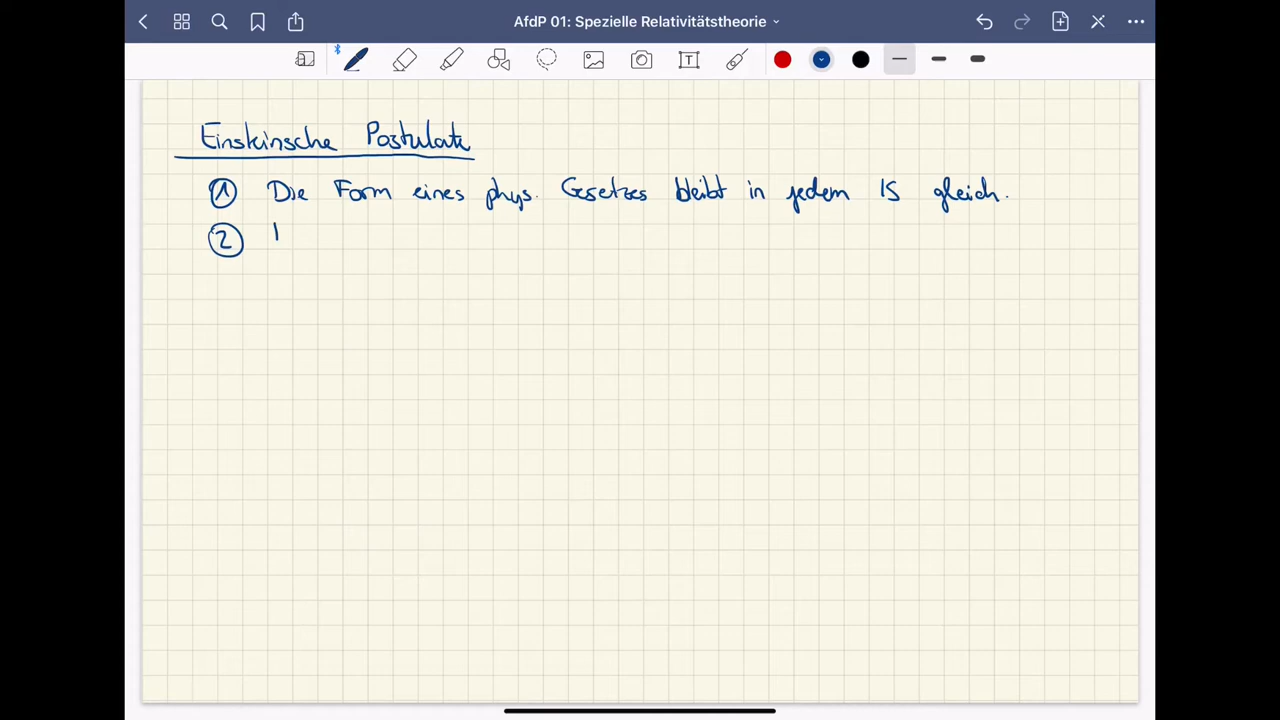 AfdP 01: Spezielle Relativitätstheorie
Einsteinsche Postulate
① Die Form eines phys. Gesetzes bleibt in jedem IS gleich.
②